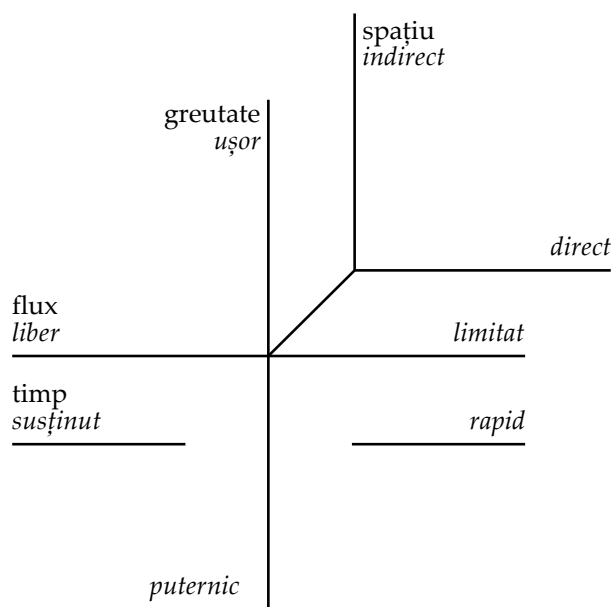 spațiu
indirect
greutate
ușor
direct
flux
liber
limitat
timp
susținut
rapid
puternic